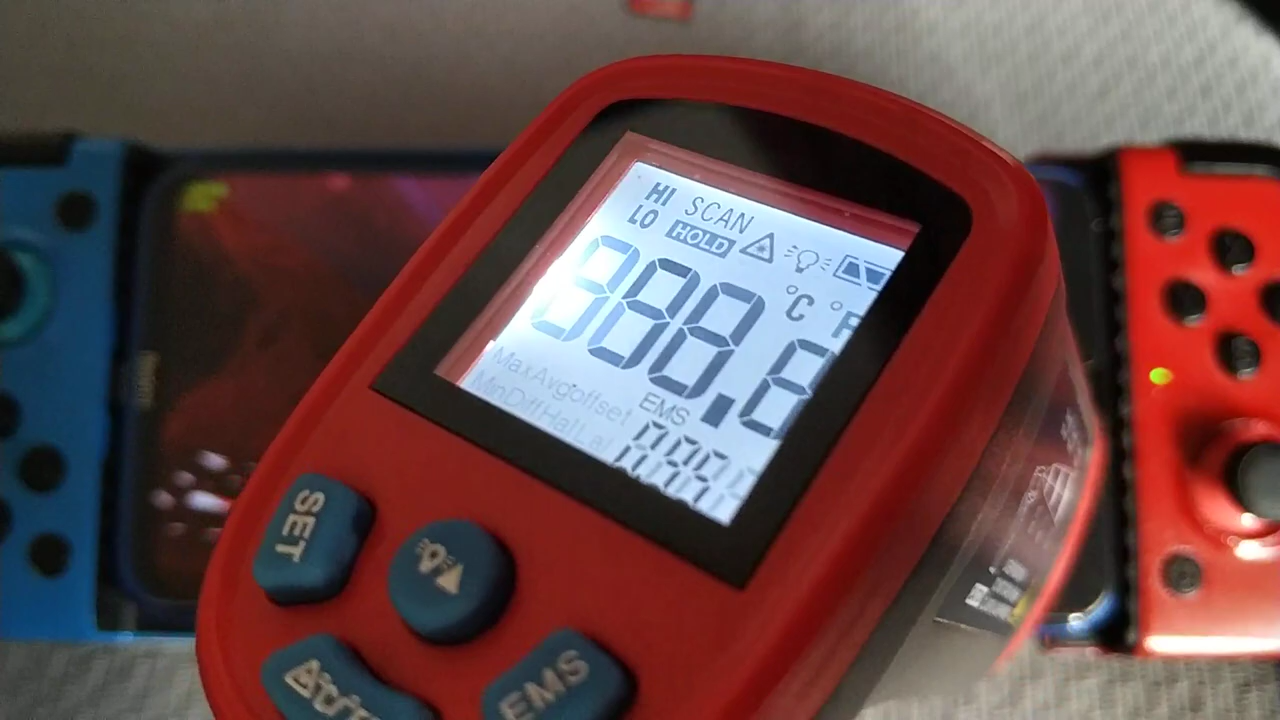 HI SCAN
LO HOLD
°C °F
888.8
MaxAvgoffset
MinDifHalLal
EMS
SET
EMS